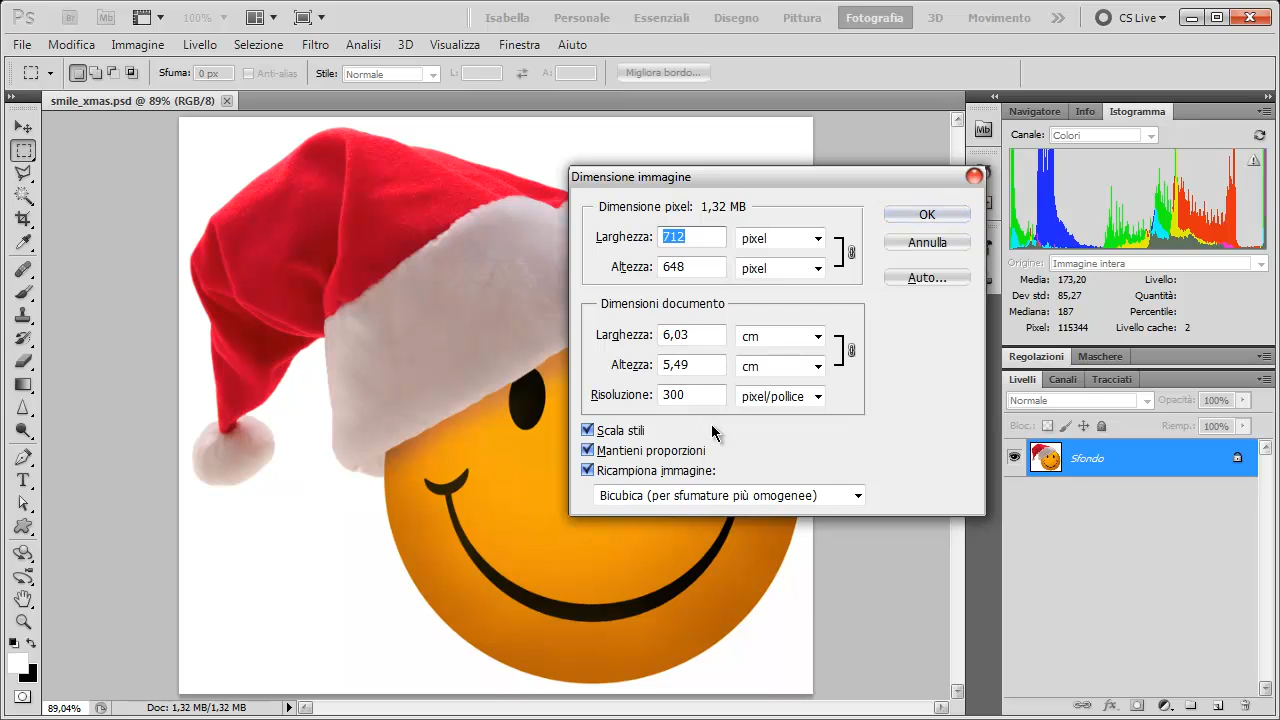 Ps Br Mb 100% Isabella Personale Essenziali Disegno Pittura Fotografia 3D Movimento CS Live
File Modifica Immagine Livello Selezione Filtro Analisi 3D Visualizza Finestra Aiuto
Sfuma: 0 px Anti-alias Stile: Normale L: A: Migliora bordo...
smile_xmas.psd @ 89% (RGB/8)
Dimensione immagine
Dimensione pixel: 1,32 MB
Larghezza: 712 pixel
Altezza: 648 pixel
Dimensioni documento
Larghezza: 6,03 cm
Altezza: 5,49 cm
Risoluzione: 300 pixel/pollice
Scala stili
Mantieni proporzioni
Ricampiona immagine:
Bicubica (per sfumature più omogenee)
OK
Annulla
Auto...
Mb
Navigatore Info Istogramma
Canale: Colori
Origine: Immagine intera
Media: 173,20 Livello:
Dev std: 85,27 Quantità:
Mediana: 187 Percentile:
Pixel: 115344 Livello cache: 2
Regolazioni Maschere
Livelli Canali Tracciati
Normale Opacità: 100%
Bloc.: Riemp.: 100%
Sfondo
89,04% Doc: 1,32 MB/1,32 MB